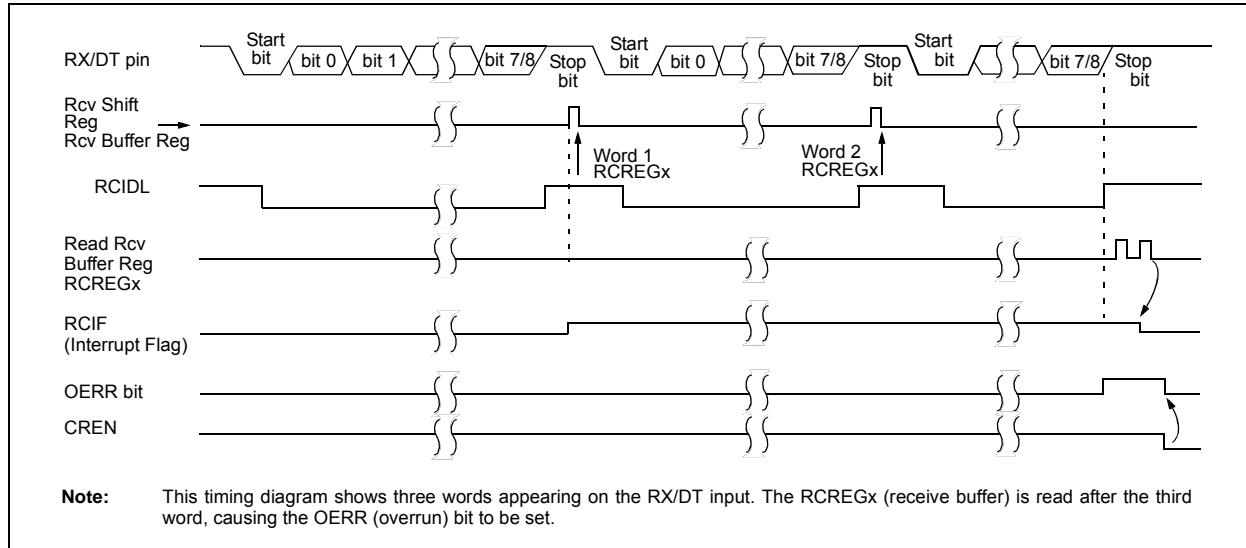 RX/DT pin
Start
bit
bit 0
bit 1
bit 7/8
Stop
bit
Start
bit
bit 0
bit 7/8
Stop
bit
Start
bit
bit 7/8
Stop
bit
Rcv Shift
Reg
Rcv Buffer Reg
Word 1
RCREGx
Word 2
RCREGx
RCIDL
Read Rcv
Buffer Reg
RCREGx
RCIF
(Interrupt Flag)
OERR bit
CREN
Note: This timing diagram shows three words appearing on the RX/DT input. The RCREGx (receive buffer) is read after the third
word, causing the OERR (overrun) bit to be set.